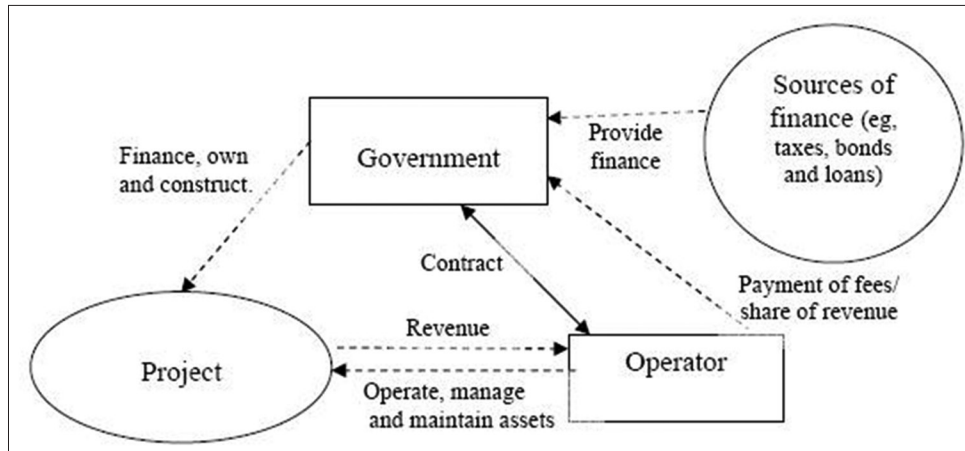 Sources of
finance (eg,
taxes, bonds
and loans)
Provide
finance
Government
Finance, own
and construct.
Contract
Payment of fees/
share of revenue
Revenue
Operator
Project
Operate, manage
and maintain assets